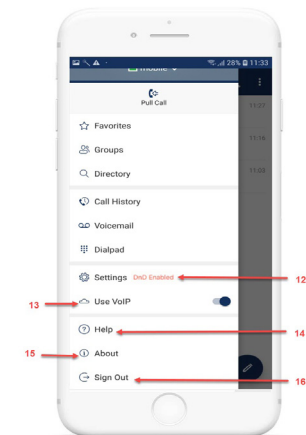 28% 11:33
mobile
Pull Call
11:27
Favorites
11:16
Groups
Directory
11:03
Call History
Voicemail
Dialpad
Settings DND Enabled 12
13 Use VoIP
Help 14
15 About
Sign Out 16